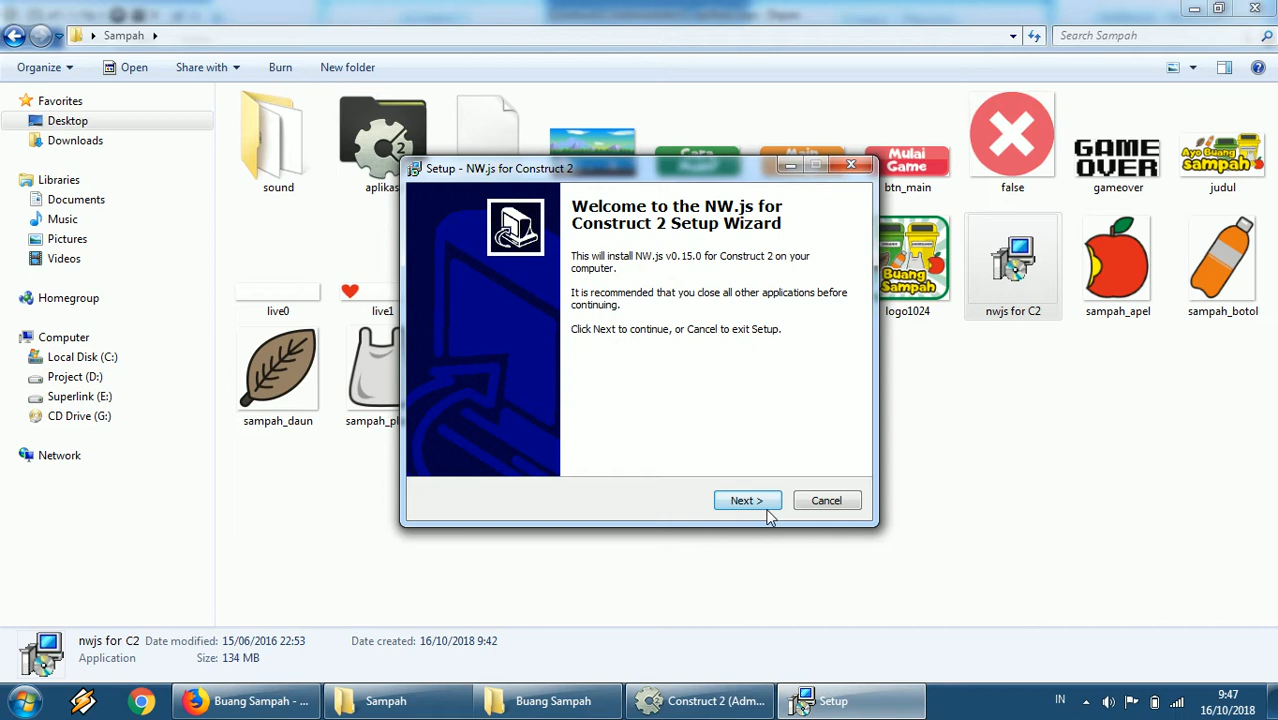 Sampah
Search Sampah
Organize
Open
Share with
Burn
New folder
Favorites
Desktop
Downloads
Libraries
Documents
Music
Pictures
Videos
Homegroup
Computer
Local Disk (C:)
Project (D:)
Superlink (E:)
CD Drive (G:)
Network
sound
2
aplikas
Mulai
Game
btn_main
false
GAME
OVER
gameover
Ayo Buang
sampah
judul
live0
live1
Buang
Sampah
logo1024
nwjs for C2
sampah_apel
sampah_botol
sampah_daun
sampah_pl
Setup - NW.js for Construct 2
Welcome to the NW.js for
Construct 2 Setup Wizard
This will install NW.js v0.15.0 for Construct 2 on your
computer.
It is recommended that you close all other applications before
continuing.
Click Next to continue, or Cancel to exit Setup.
Next >
Cancel
nwjs for C2
Date modified: 15/06/2016 22:53
Date created: 16/10/2018 9:42
Application
Size: 134 MB
Buang Sampah - ...
Sampah
Buang Sampah
Construct 2 (Adm...
Setup
IN
9:47
16/10/2018